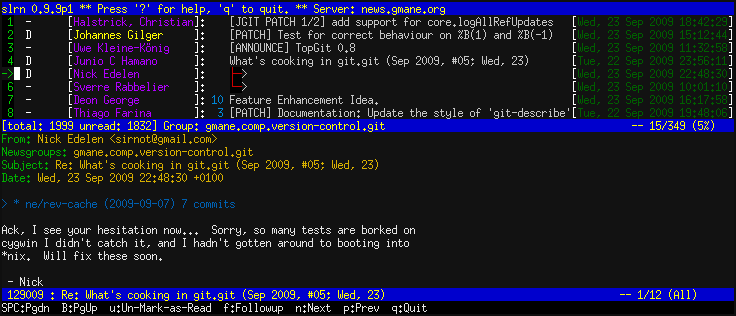 slrn 0.9.9p1 ** Press '?' for help, 'q' to quit. ** Server: news.gmane.org
1 - [Halstrick, Christian]: [JGIT PATCH 1/2] add support for core.logAllRefUpdates [Wed, 23 Sep 2009 18:42:29]
2 D [Johannes Gilger ]: [PATCH] Test for correct behaviour on %B(1) and %B(-1) [Wed, 23 Sep 2009 15:12:44]
3 - [Uwe Kleine-König ]: [ANNOUNCE] TopGit 0.8 [Wed, 23 Sep 2009 11:32:58]
4 D [Junio C Hamano ]: What's cooking in git.git (Sep 2009, #05; Wed, 23) [Tue, 22 Sep 2009 23:56:11]
-> D [Nick Edelen ]: > [Wed, 23 Sep 2009 22:48:30]
6 - [Sverre Rabbelier ]: > [Wed, 23 Sep 2009 10:01:10]
7 - [Deon George ]: 10 Feature Enhancement Idea. [Wed, 23 Sep 2009 16:17:58]
8 - [Thiago Farina ]: 3 [PATCH] Documentation: Update the style of 'git-describe' [Tue, 22 Sep 2009 19:48:06]
[total: 1999 unread: 1832] Group: gmane.comp.version-control.git -- 15/349 (5%)
From: Nick Edelen <sirnot@gmail.com>
Newsgroups: gmane.comp.version-control.git
Subject: Re: What's cooking in git.git (Sep 2009, #05; Wed, 23)
Date: Wed, 23 Sep 2009 22:48:30 +0100
> * ne/rev-cache (2009-09-07) 7 commits
Ack, I see your hesitation now... Sorry, so many tests are borked on
cygwin I didn't catch it, and I hadn't gotten around to booting into
*nix. Will fix these soon.
- Nick
129009 : Re: What's cooking in git.git (Sep 2009, #05; Wed, 23) -- 1/12 (All)
SPC:Pgdn B:PgUp u:Un-Mark-as-Read f:Followup n:Next p:Prev q:Quit